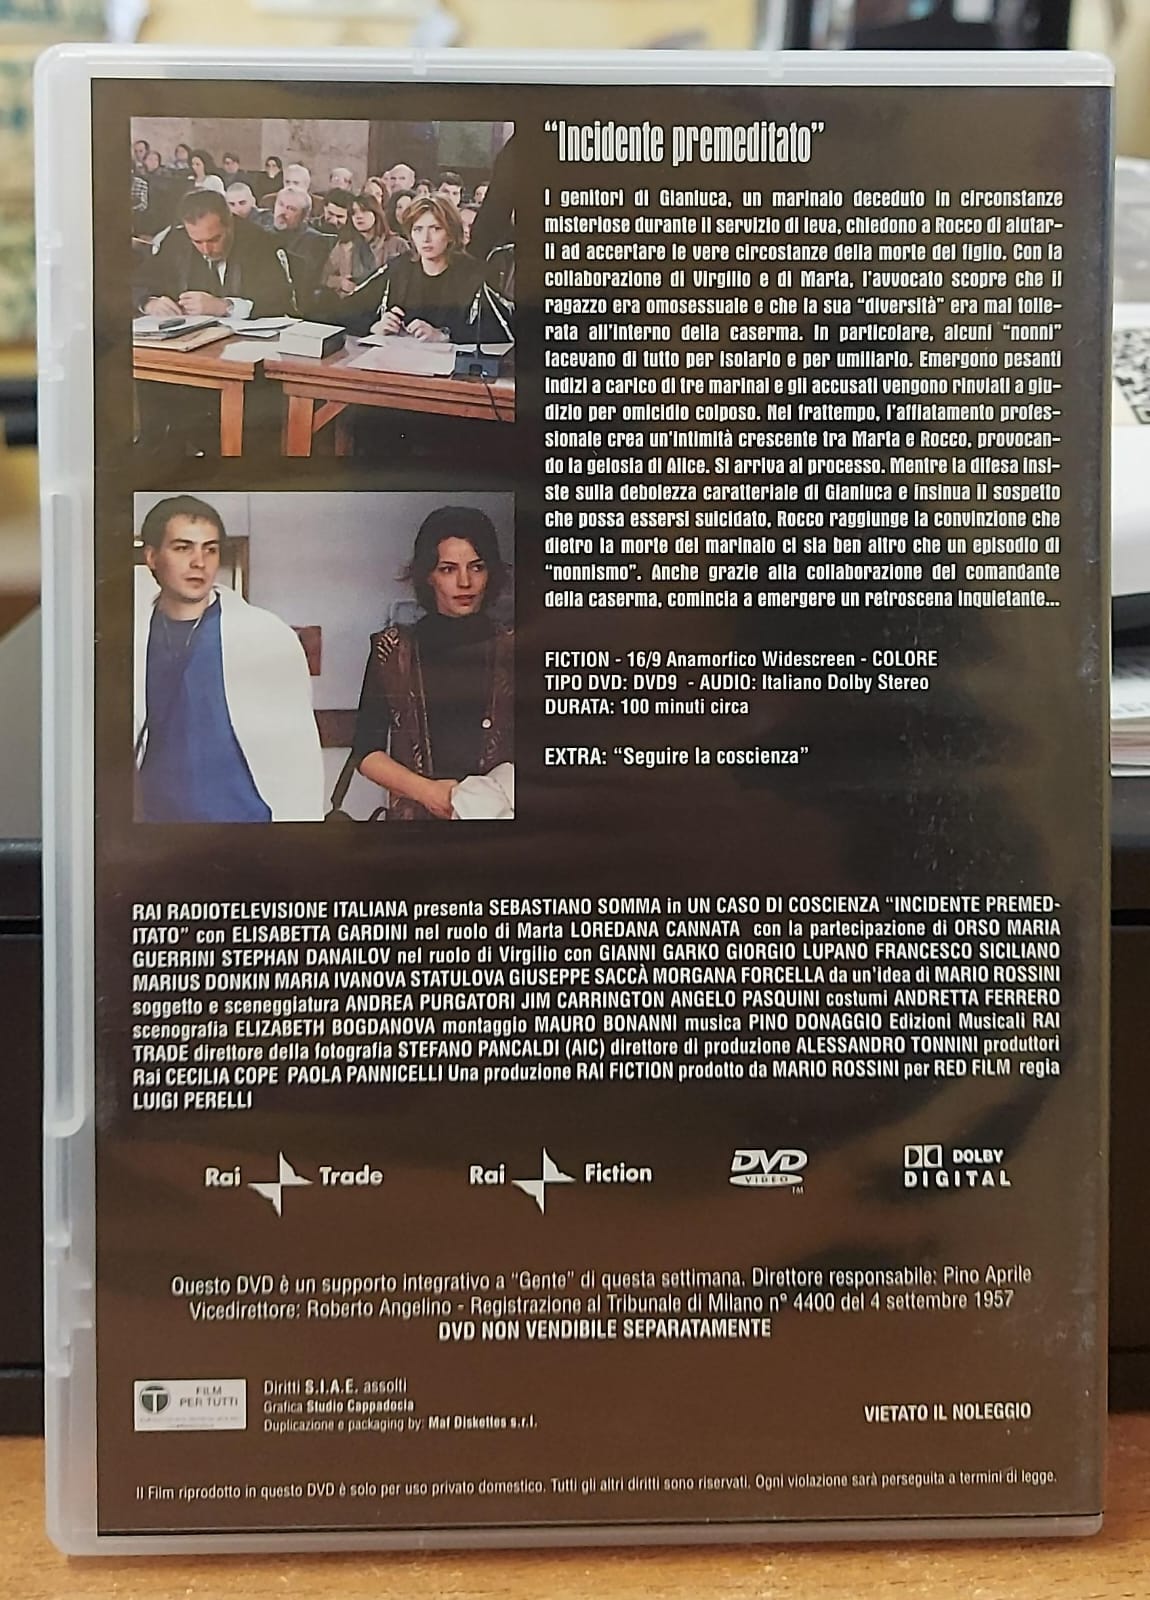 “Incidente premeditato”
I genitori di Gianluca, un marinaio deceduto in circostanze
misteriose durante il servizio di leva, chiedono a Rocco di aiutar-
li ad accertare le vere circostanze della morte del figlio. Con la
collaborazione di Virgilio e di Marta, l’avvocato scopre che il
ragazzo era omosessuale e che la sua “diversità” era mal tolle-
rata all’interno della caserma. In particolare, alcuni “nonni”
facevano di tutto per isolarlo e per umiliarlo. Emergono pesanti
indizi a carico di tre marinai e gli accusati vengono rinviati a giu-
dizio per omicidio colposo. Nel frattempo, l’affiatamento profes-
sionale crea un’intimità crescente tra Marta e Rocco, provocan-
do la gelosia di Alice. Si arriva al processo. Mentre la difesa insi-
ste sulla debolezza caratteriale di Gianluca e insinua il sospetto
che possa essersi suicidato, Rocco raggiunge la convinzione che
dietro la morte del marinaio ci sia ben altro che un episodio di
“nonnismo”. Anche grazie alla collaborazione del comandante
della caserma, comincia a emergere un retroscena inquietante...
FICTION - 16/9 Anamorfico Widescreen - COLORE
TIPO DVD: DVD9 - AUDIO: Italiano Dolby Stereo
DURATA: 100 minuti circa
EXTRA: “Seguire la coscienza”
RAI RADIOTELEVISIONE ITALIANA presenta SEBASTIANO SOMMA in UN CASO DI COSCIENZA “INCIDENTE PREMED-
ITATO” con ELISABETTA GARDINI nel ruolo di Marta LOREDANA CANNATA con la partecipazione di ORSO MARIA
GUERRINI STEPHAN DANAILOV nel ruolo di Virgilio con GIANNI GARKO GIORGIO LUPANO FRANCESCO SICILIANO
MARIUS DONKIN MARIA IVANOVA STATULOVA GIUSEPPE SACCÀ MORGANA FORCELLA da un’idea di MARIO ROSSINI
soggetto e sceneggiatura ANDREA PURGATORI JIM CARRINGTON ANGELO PASQUINI costumi ANDRETTA FERRERO
scenografia ELIZABETH BOGDANOVA montaggio MAURO BONANNI musica PINO DONAGGIO Edizioni Musicali RAI
TRADE direttore della fotografia STEFANO PANCALDI (AIC) direttore di produzione ALESSANDRO TONNINI produttori
Rai CECILIA COPE PAOLA PANNICELLI Una produzione RAI FICTION prodotto da MARIO ROSSINI per RED FILM regia
LUIGI PERELLI
Rai Trade Rai Fiction DVD VIDEO TM DOLBY DIGITAL
Questo DVD è un supporto integrativo a “Gente” di questa settimana. Direttore responsabile: Pino Aprile
Vicedirettore: Roberto Angelino - Registrazione al Tribunale di Milano n° 4400 del 4 settembre 1957
DVD NON VENDIBILE SEPARATAMENTE
T FILM PER TUTTI
Diritti S.I.A.E. assolti
Grafica Studio Cappadocia
Duplicazione e packaging by: Maf Diskettes s.r.l.
VIETATO IL NOLEGGIO
Il Film riprodotto in questo DVD è solo per uso privato domestico. Tutti gli altri diritti sono riservati. Ogni violazione sarà perseguita a termini di legge.